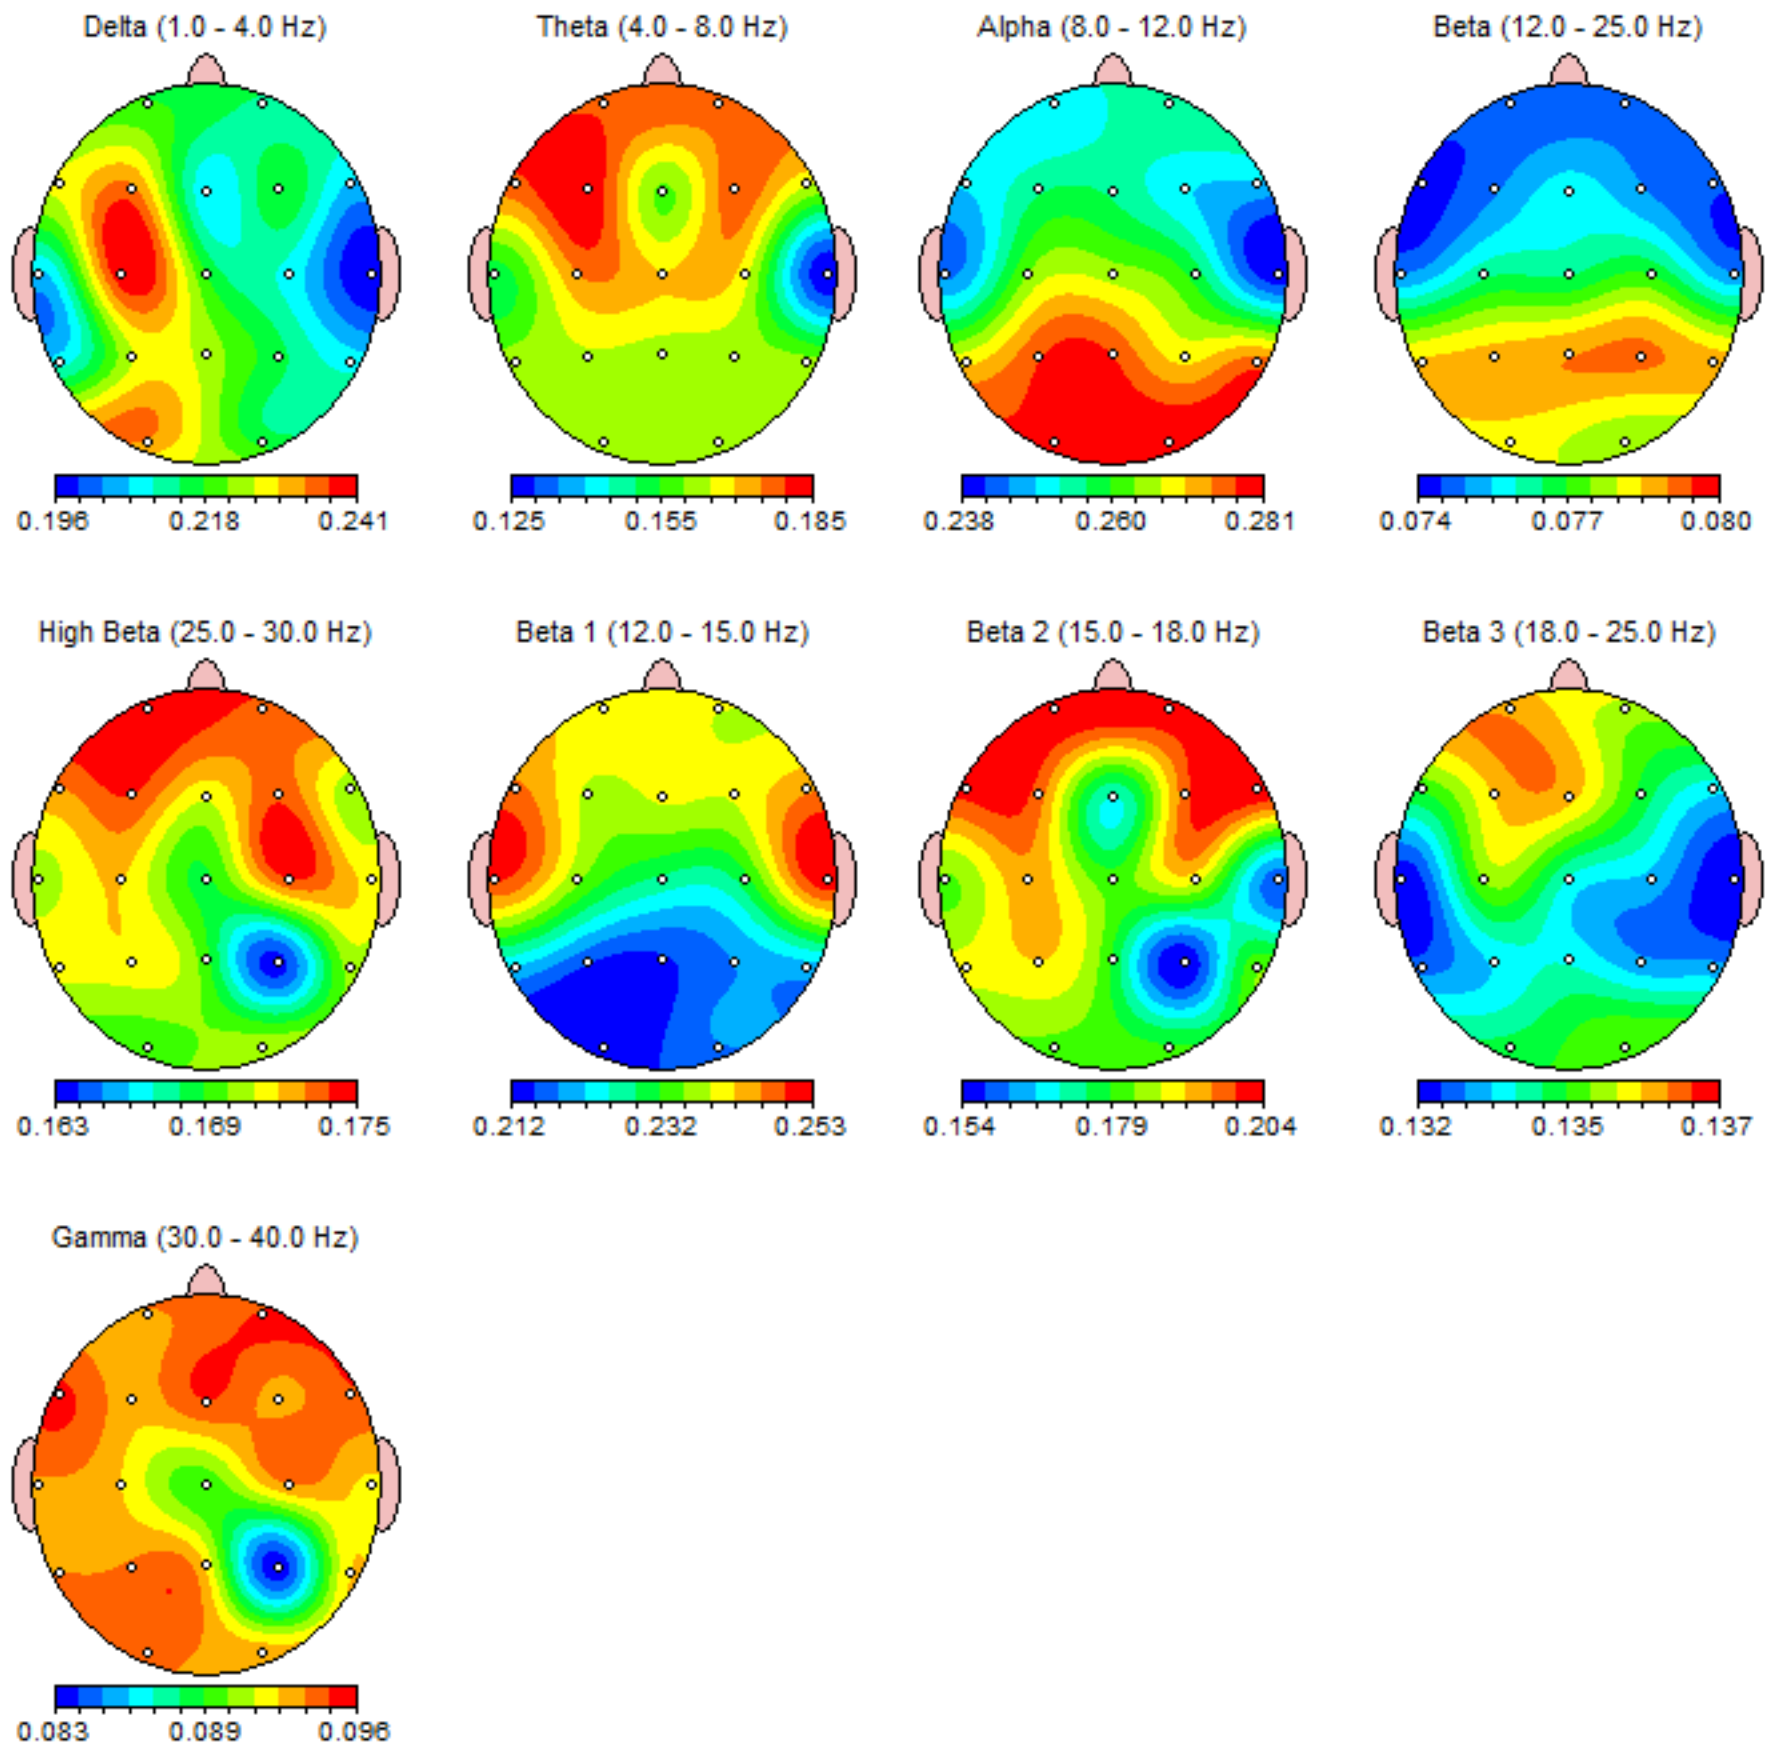 Delta (1.0 - 4.0 Hz)
Theta (4.0 - 8.0 Hz)
Alpha (8.0 - 12.0 Hz)
Beta (12.0 - 25.0 Hz)
0.196 0.218 0.241
0.125 0.155 0.185
0.238 0.260 0.281
0.074 0.077 0.080
High Beta (25.0 - 30.0 Hz)
Beta 1 (12.0 - 15.0 Hz)
Beta 2 (15.0 - 18.0 Hz)
Beta 3 (18.0 - 25.0 Hz)
0.163 0.169 0.175
0.212 0.232 0.253
0.154 0.179 0.204
0.132 0.135 0.137
Gamma (30.0 - 40.0 Hz)
0.083 0.089 0.096